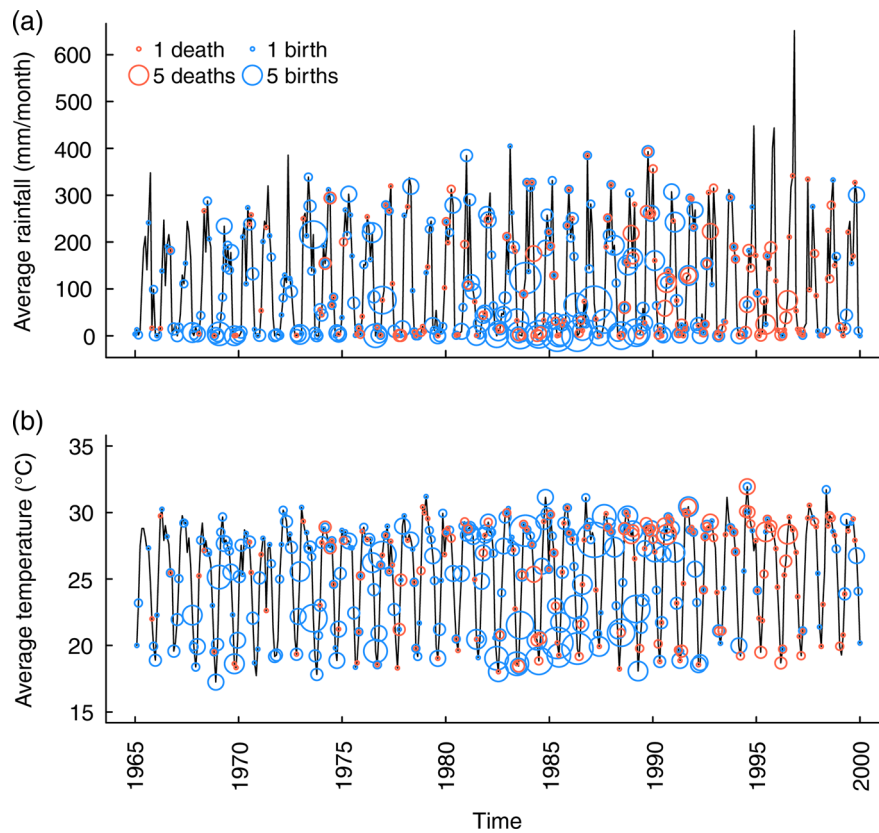 (a)
1 death 1 birth
5 deaths 5 births
Average rainfall (mm/month)
600
500
400
300
200
100
0
(b)
Average temperature (°C)
35
30
25
20
15
1965 1970 1975 1980 1985 1990 1995 2000
Time